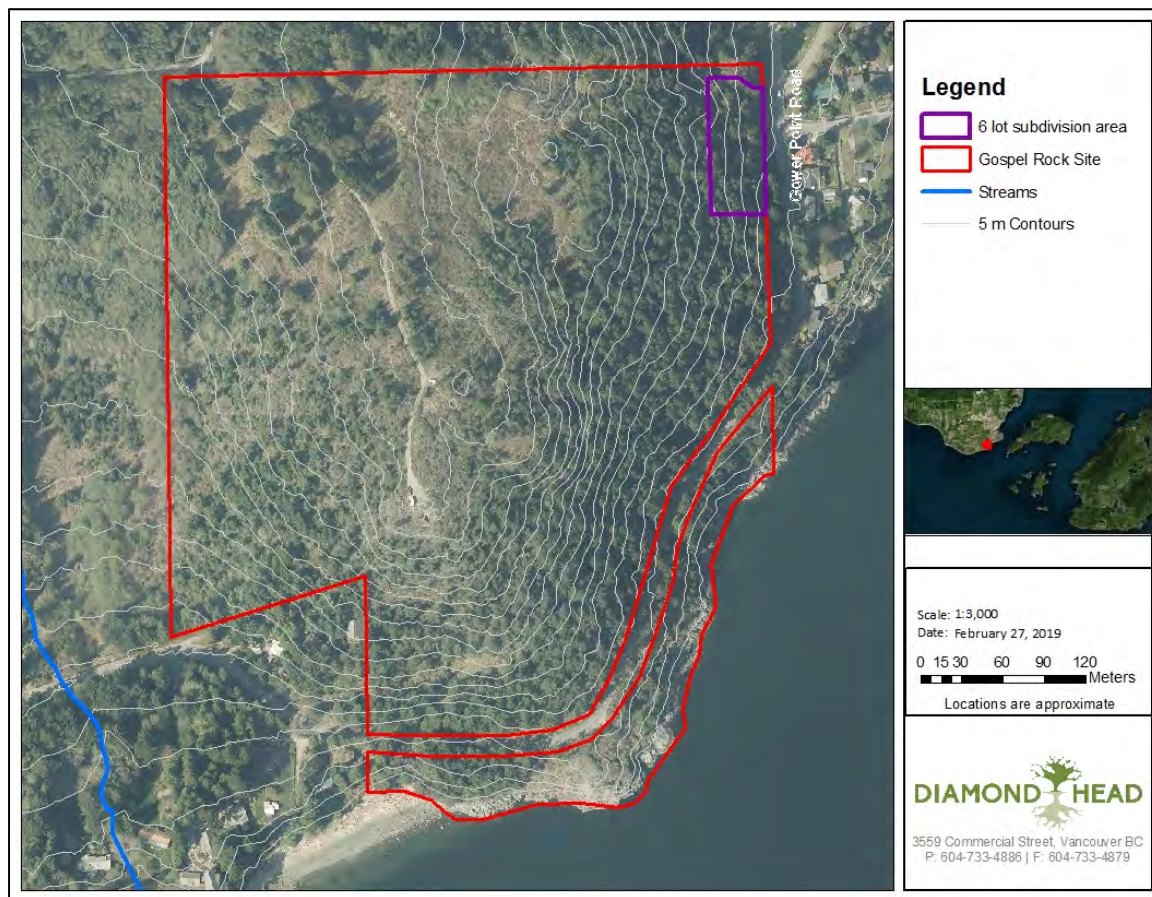 Gower Point Road
Legend
6 lot subdivision area
Gospel Rock Site
Streams
5 m Contours
Scale: 1:3,000
Date: February 27, 2019
0 15 30 60 90 120
Meters
Locations are approximate
DIAMOND HEAD
3559 Commercial Street, Vancouver BC
P: 604-733-4886 | F: 604-733-4879